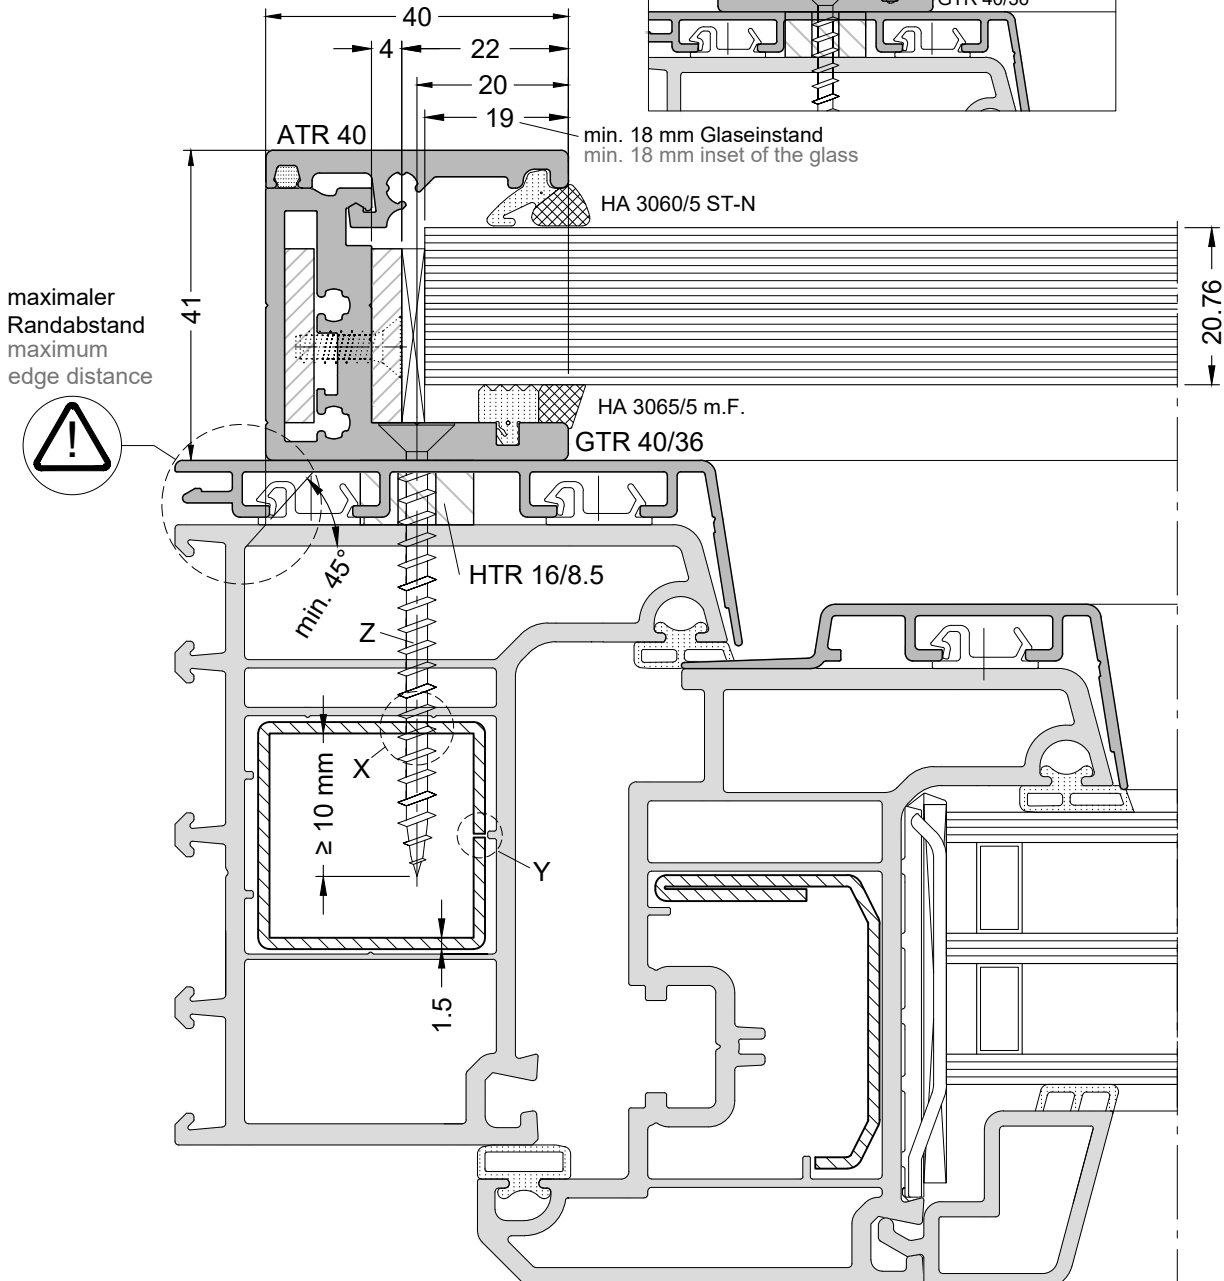 40
GTR 40/36
4
22
20
19
ATR 40
min. 18 mm Glaseinstand
min. 18 mm inset of the glass
HA 3060/5 ST-N
41
20.76
maximaler
Randabstand
maximum
edge distance
!
HA 3065/5 m.F.
GTR 40/36
min. 45°
HTR 16/8.5
Z
X
≥ 10 mm
Y
1.5